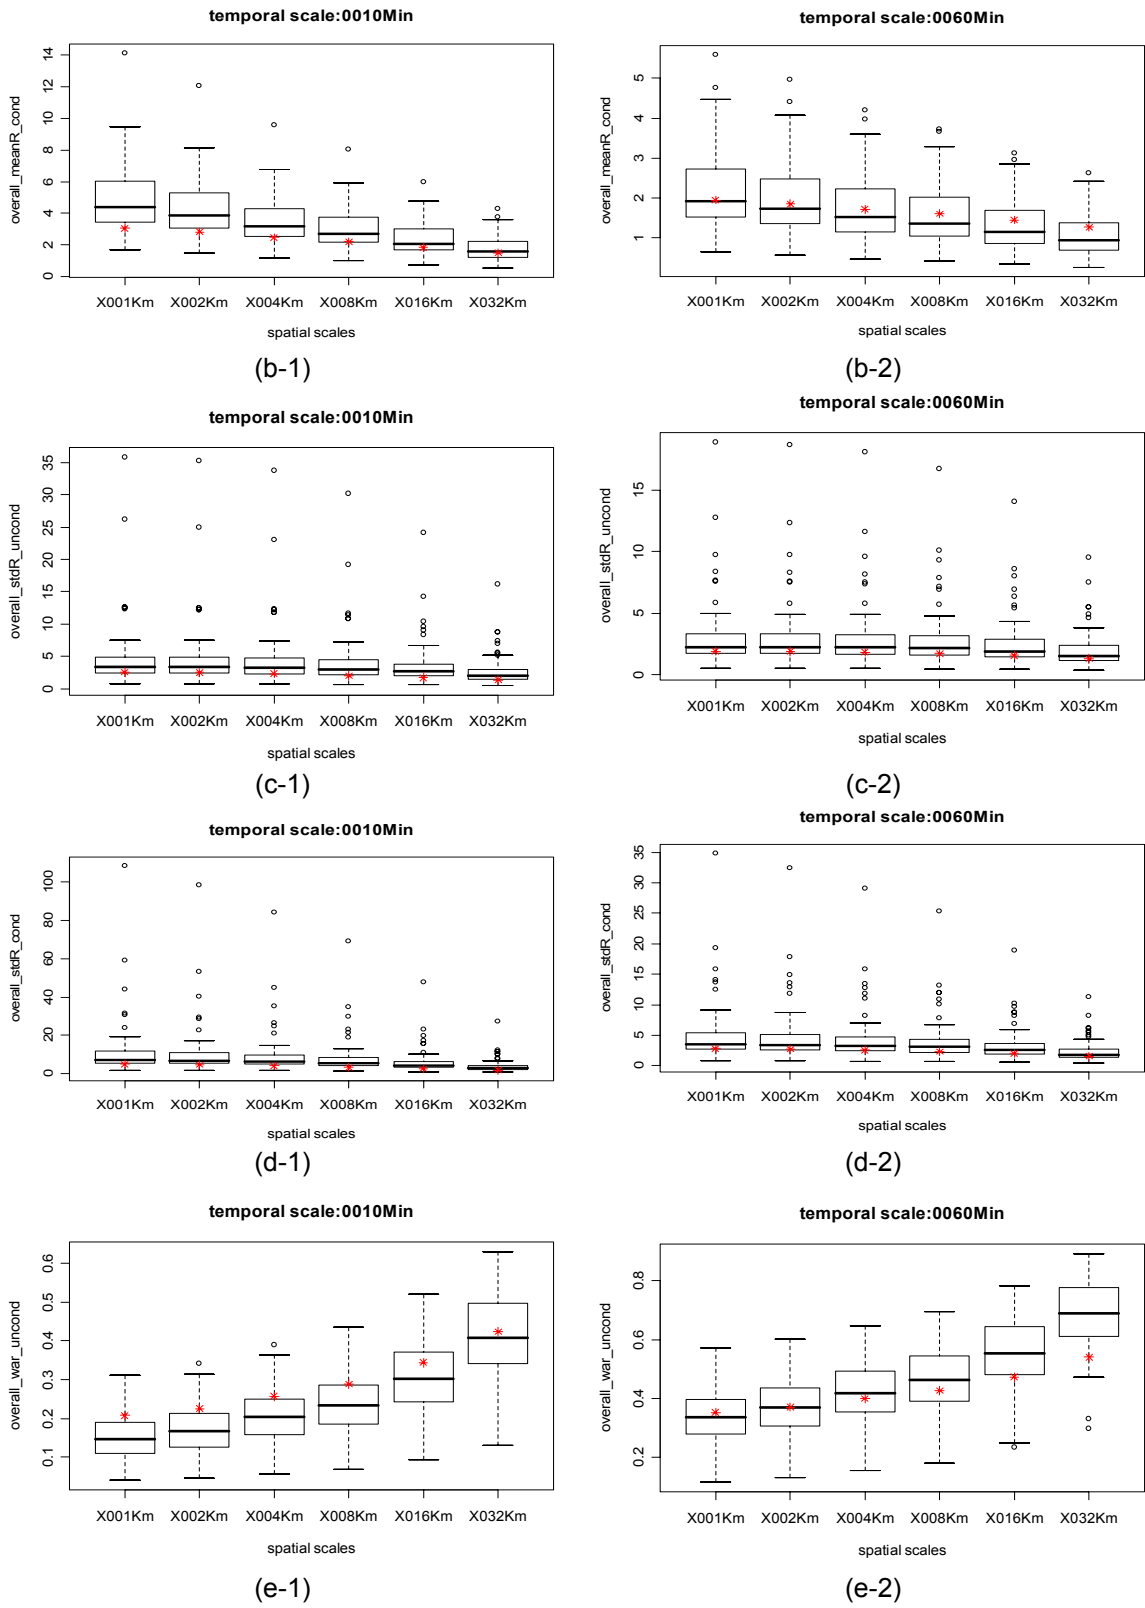 temporal scale:0010Min
temporal scale:0060Min
overall_meanR_cond
0 2 4 6 8 10 12 14
X001Km X002Km X004Km X008Km X016Km X032Km
spatial scales
(b-1)
overall_meanR_cond
1 2 3 4 5
X001Km X002Km X004Km X008Km X016Km X032Km
spatial scales
(b-2)
temporal scale:0010Min
temporal scale:0060Min
overall_stdR_uncond
0 5 10 15 20 25 30 35
X001Km X002Km X004Km X008Km X016Km X032Km
spatial scales
(c-1)
overall_stdR_uncond
0 5 10 15
X001Km X002Km X004Km X008Km X016Km X032Km
spatial scales
(c-2)
temporal scale:0010Min
temporal scale:0060Min
overall_stdR_cond
0 20 40 60 80 100
X001Km X002Km X004Km X008Km X016Km X032Km
spatial scales
(d-1)
overall_stdR_cond
0 5 10 15 20 25 30 35
X001Km X002Km X004Km X008Km X016Km X032Km
spatial scales
(d-2)
temporal scale:0010Min
temporal scale:0060Min
overall_war_uncond
0.1 0.2 0.3 0.4 0.5 0.6
X001Km X002Km X004Km X008Km X016Km X032Km
spatial scales
(e-1)
overall_war_uncond
0.2 0.4 0.6 0.8
X001Km X002Km X004Km X008Km X016Km X032Km
spatial scales
(e-2)